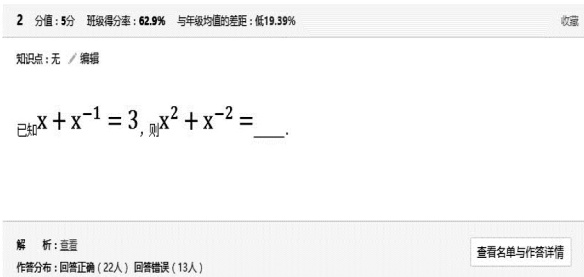 2 分值：5分 班级得分率：62.9% 与年级均值的差距：低19.39% 收藏
知识点：无 编辑
已知x + x⁻¹ = 3，则x² + x⁻² =____.
解 析：查看
作答分布：回答正确（22人） 回答错误（13人）
查看名单与作答详情